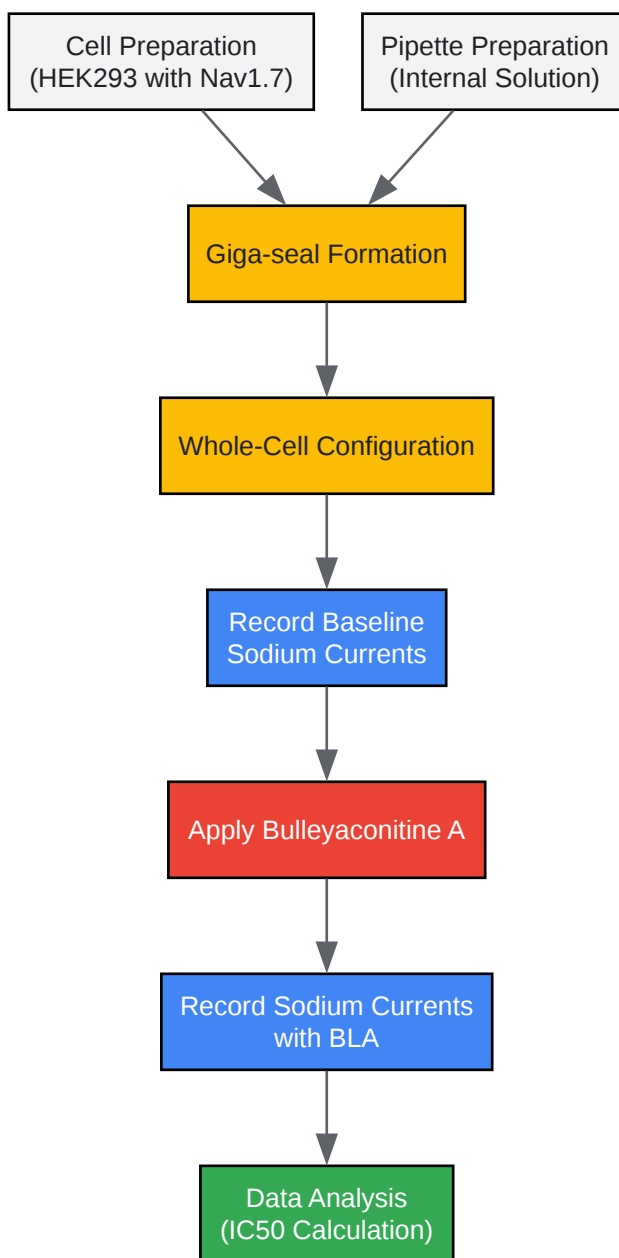 Cell Preparation
(HEK293 with Nav1.7)
Pipette Preparation
(Internal Solution)
Giga-seal Formation
Whole-Cell Configuration
Record Baseline
Sodium Currents
Apply Bulleyaconitine A
Record Sodium Currents
with BLA
Data Analysis
(IC50 Calculation)